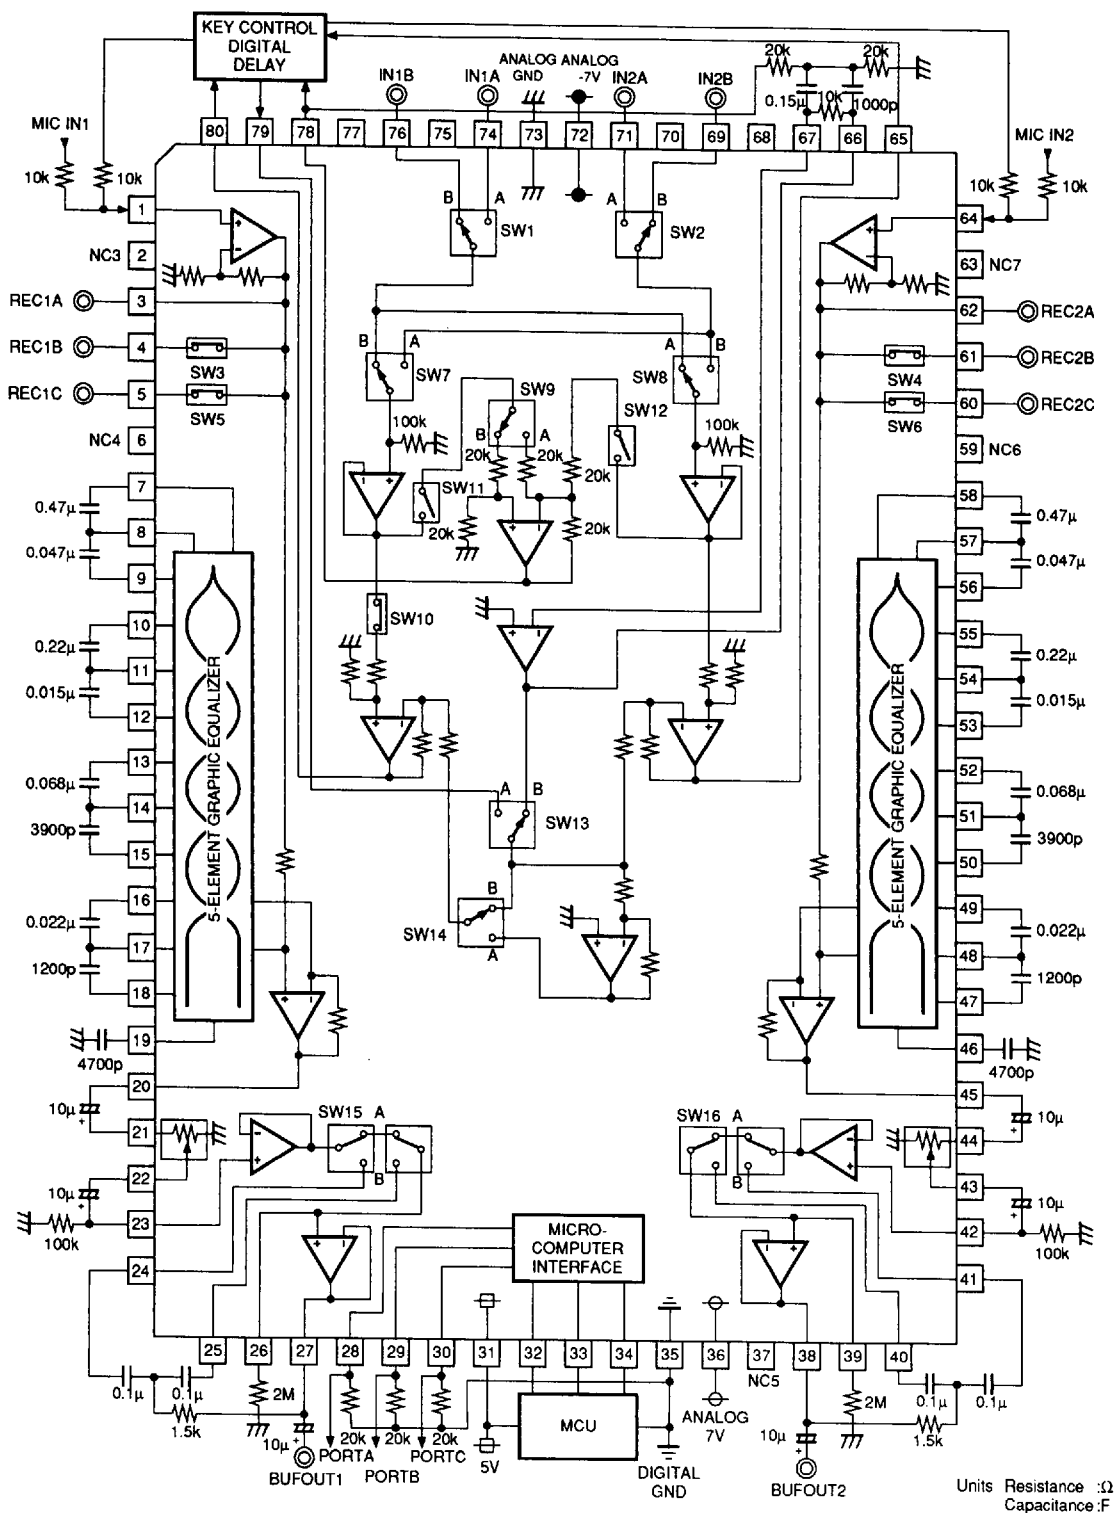 KEY CONTROL
DIGITAL
DELAY
ANALOG ANALOG
GND -7V
IN1B IN1A IN2A IN2B
20k 20k
0.15µ 10k 1000p
80 79 78 77 76 75 74 73 72 71 70 69 68 67 66 65
MIC IN1 MIC IN2
10k 10k 10k 10k
B A A B
SW1 SW2
1 64
NC3 2 63 NC7
REC1A 3 62 REC2A
REC1B 4 61 REC2B
SW3 SW4
REC1C 5 60 REC2C
SW5 SW6
B A A B
SW7 SW8
SW9 SW12
B A
100k 100k
NC4 6 59 NC6
20k 20k 20k
SW11
20k 20k
7 58
0.47µ 0.47µ
8 57
0.047µ 0.047µ
9 56
SW10
10 55
0.22µ 0.22µ
11 54
0.015µ 0.015µ
12 53
5-ELEMENT GRAPHIC EQUALIZER
5-ELEMENT GRAPHIC EQUALIZER
13 52
0.068µ 0.068µ
14 51
3900p 3900p
15 50
A B
SW13
16 49
0.022µ 0.022µ
B
SW14
A
17 48
1200p 1200p
18 47
19 46
4700p 4700p
20 45
10µ + 10µ +
21 44
SW15 A SW16 A
B B
22 43
10µ + 10µ +
23 42
100k 100k
24 41
MICRO-
COMPUTER
INTERFACE
25 26 27 28 29 30 31 32 33 34 35 36 37 38 39 40
NC5
0.1µ 0.1µ 2M 2M 0.1µ 0.1µ
1.5k 1.5k
MCU
ANALOG
7V
10µ + 20k 20k 20k 10µ +
PORTA PORTB PORTC
5V
BUFOUT1 BUFOUT2
DIGITAL
GND
Units Resistance :Ω
Capacitance :F